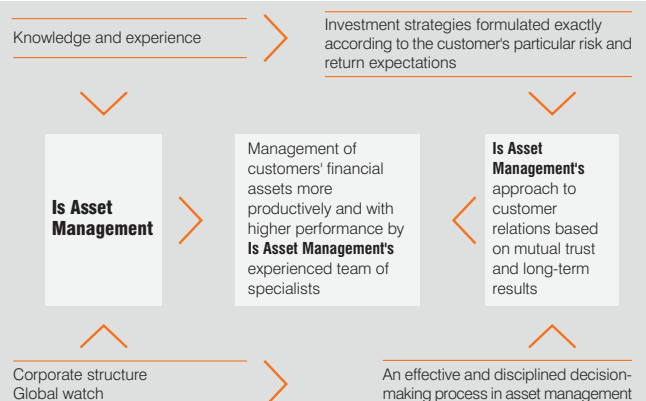 Knowledge and experience
Investment strategies formulated exactly
according to the customer's particular risk and
return expectations
Is Asset
Management
Management of
customers' financial
assets more
productively and with
higher performance by
Is Asset Management's
experienced team of
specialists
Is Asset
Management's
approach to
customer
relations based
on mutual trust
and long-term
results
Corporate structure
Global watch
An effective and disciplined decision-
making process in asset management